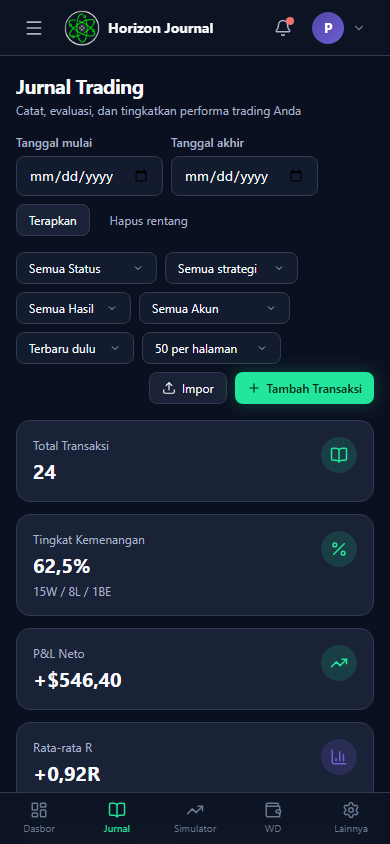 Horizon Journal
P
Jurnal Trading
Catat, evaluasi, dan tingkatkan performa trading Anda
Tanggal mulai
Tanggal akhir
mm/dd/yyyy
mm/dd/yyyy
Terapkan
Hapus rentang
Semua Status
Semua strategi
Semua Hasil
Semua Akun
Terbaru dulu
50 per halaman
Impor
Tambah Transaksi
Total Transaksi
24
Tingkat Kemenangan
62,5%
15W / 8L / 1BE
P&L Neto
+$546,40
Rata-rata R
+0,92R
Dasbor
Jurnal
Simulator
WD
Lainnya